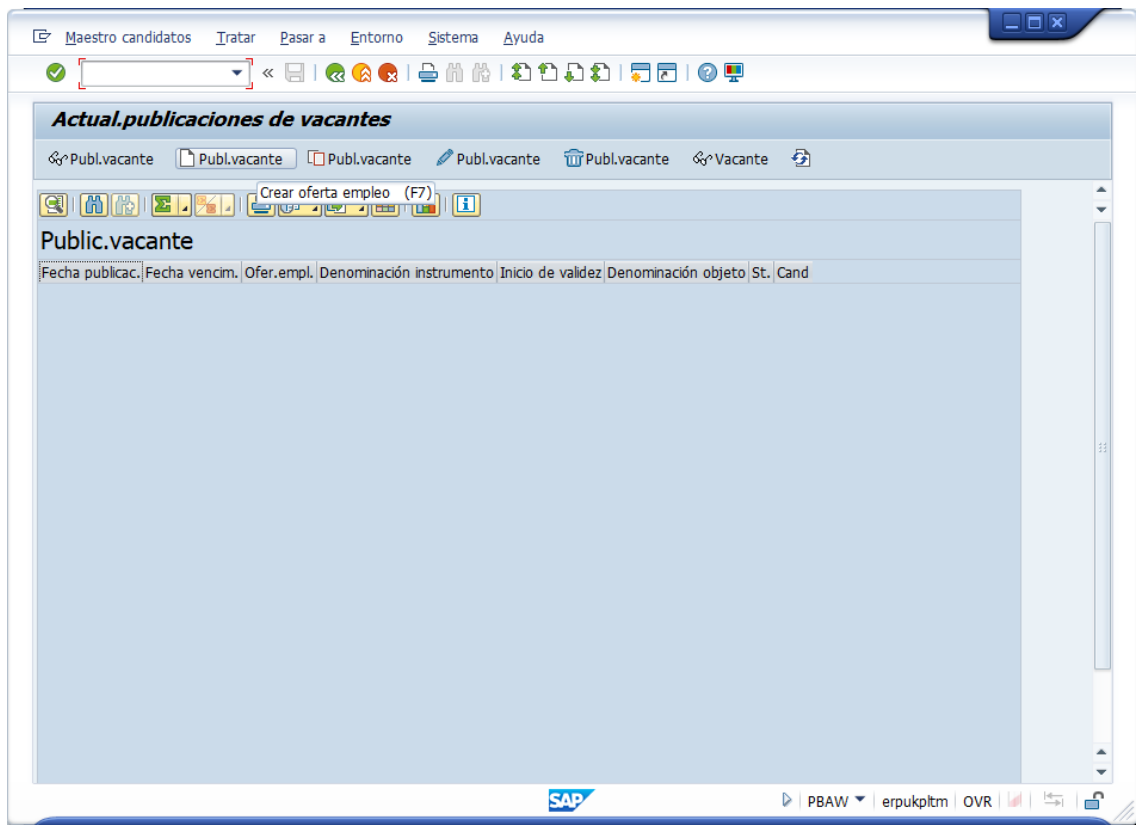 Maestro candidatos Tratar Pasar a Entorno Sistema Ayuda
Actual.publicaciones de vacantes
Publ.vacante Publ.vacante Publ.vacante Publ.vacante Publ.vacante Vacante
Crear oferta empleo (F7)
Public.vacante
Fecha publicac. Fecha vencim. Ofer.empl. Denominación instrumento Inicio de validez Denominación objeto St. Cand
SAP PBAW erpukpltm OVR